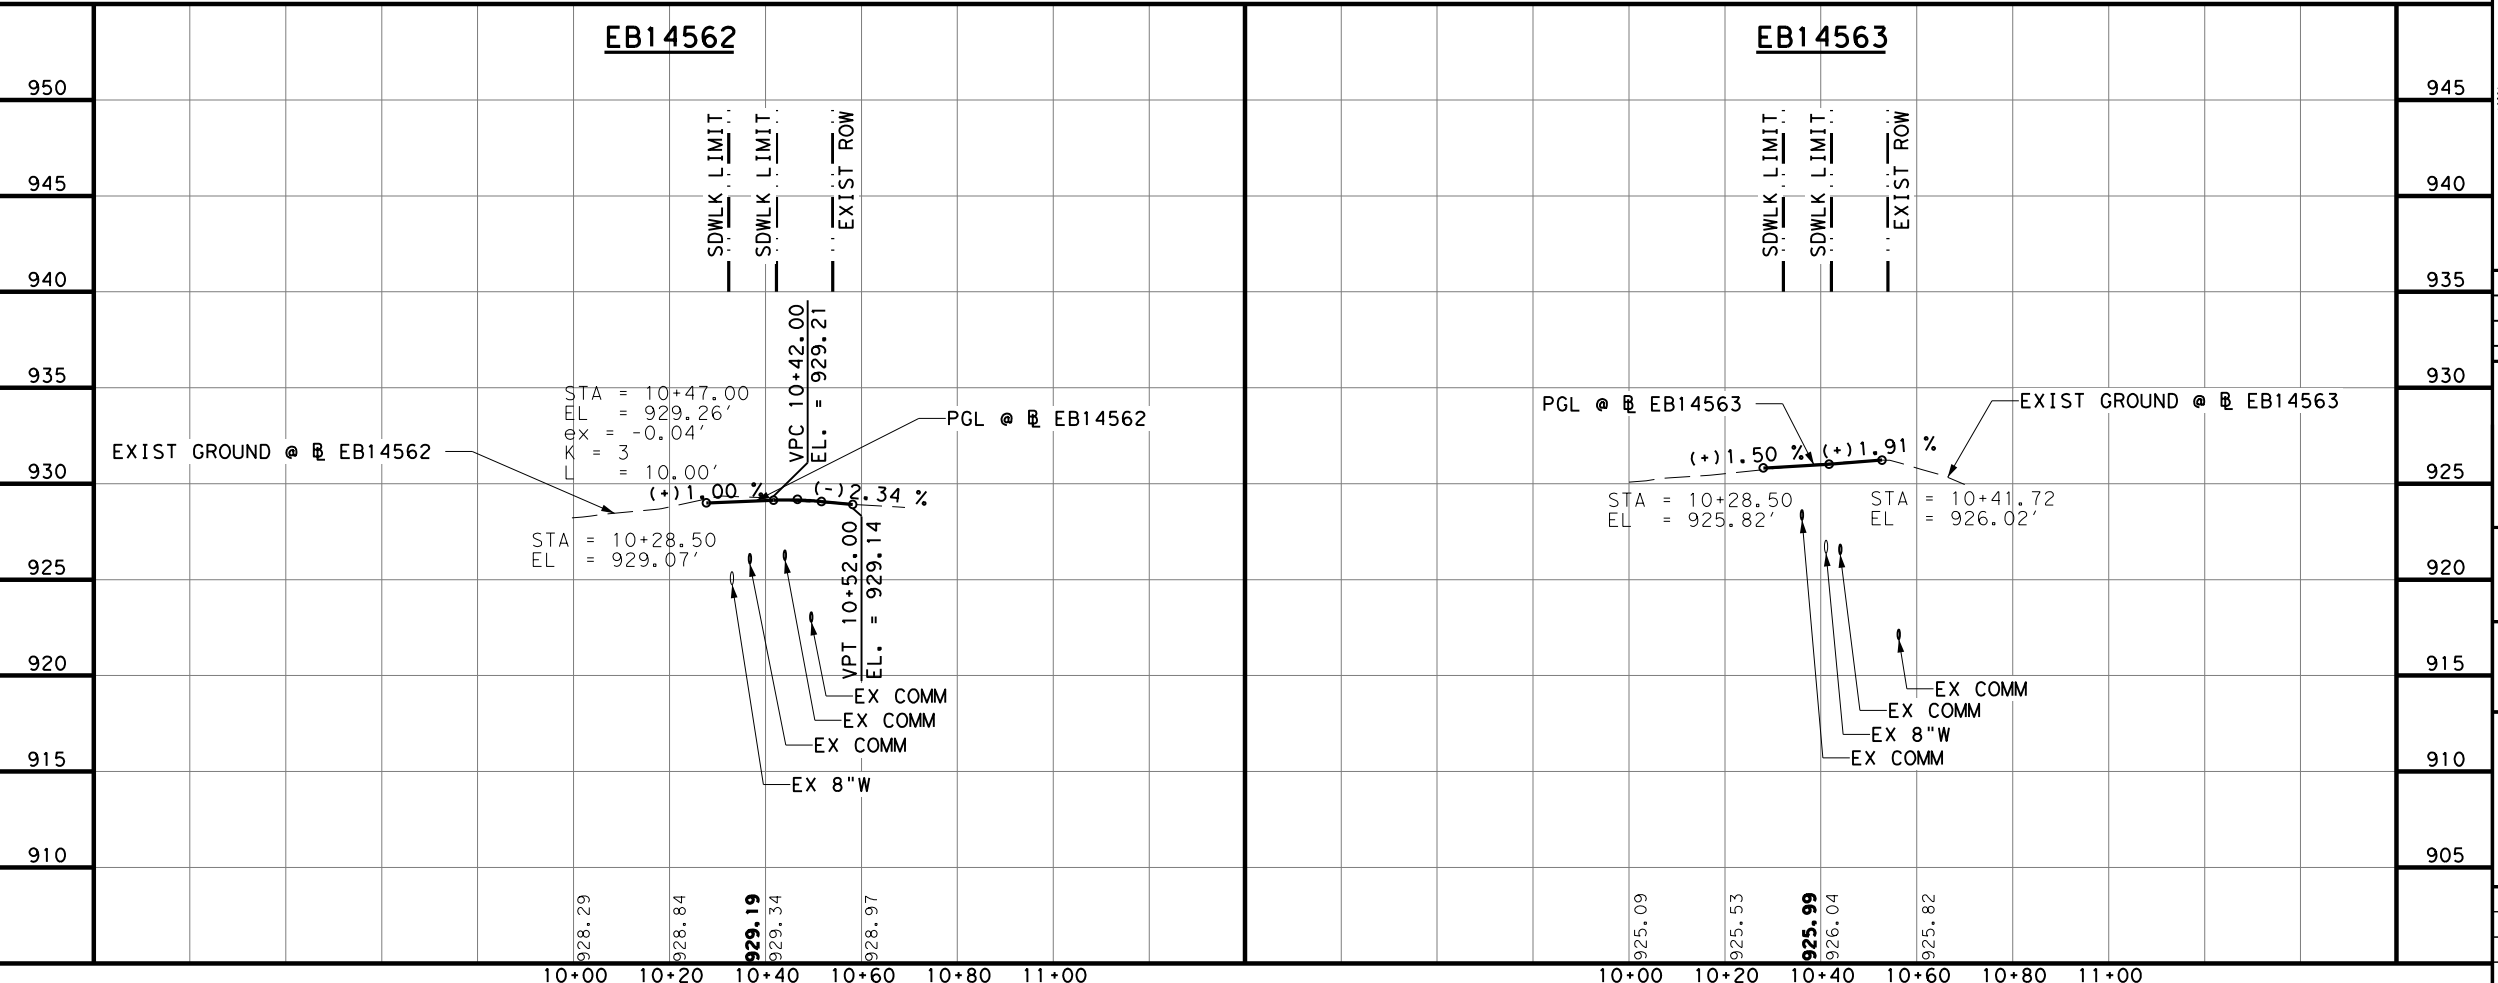 EB14562
950
945
940
935
930
925
920
915
910
SDWLK LIMIT
SDWLK LIMIT
EXIST ROW
VPC 10+42.00
EL. = 929.21
STA = 10+47.00
EL = 929.26'
ex = -0.04'
K = 3
L = 10.00'
PGL @ BL EB14562
EXIST GROUND @ BL EB14562
(+)1.00 %
(-)2.34 %
STA = 10+28.50
EL = 929.07'
VPT 10+52.00
EL. = 929.14
EX COMM
EX COMM
EX COMM
EX 8"W
928.29
928.84
929.19
929.34
928.97
10+00
10+20
10+40
10+60
10+80
11+00
EB14563
SDWLK LIMIT
SDWLK LIMIT
EXIST ROW
PGL @ BL EB14563
EXIST GROUND @ BL EB14563
(+)1.50 %
(+)1.91 %
STA = 10+28.50
EL = 925.82'
STA = 10+41.72
EL = 926.02'
EX COMM
EX COMM
EX 8"W
EX COMM
925.09
925.53
925.99
926.04
925.82
10+00
10+20
10+40
10+60
10+80
11+00
945
940
935
930
925
920
915
910
905